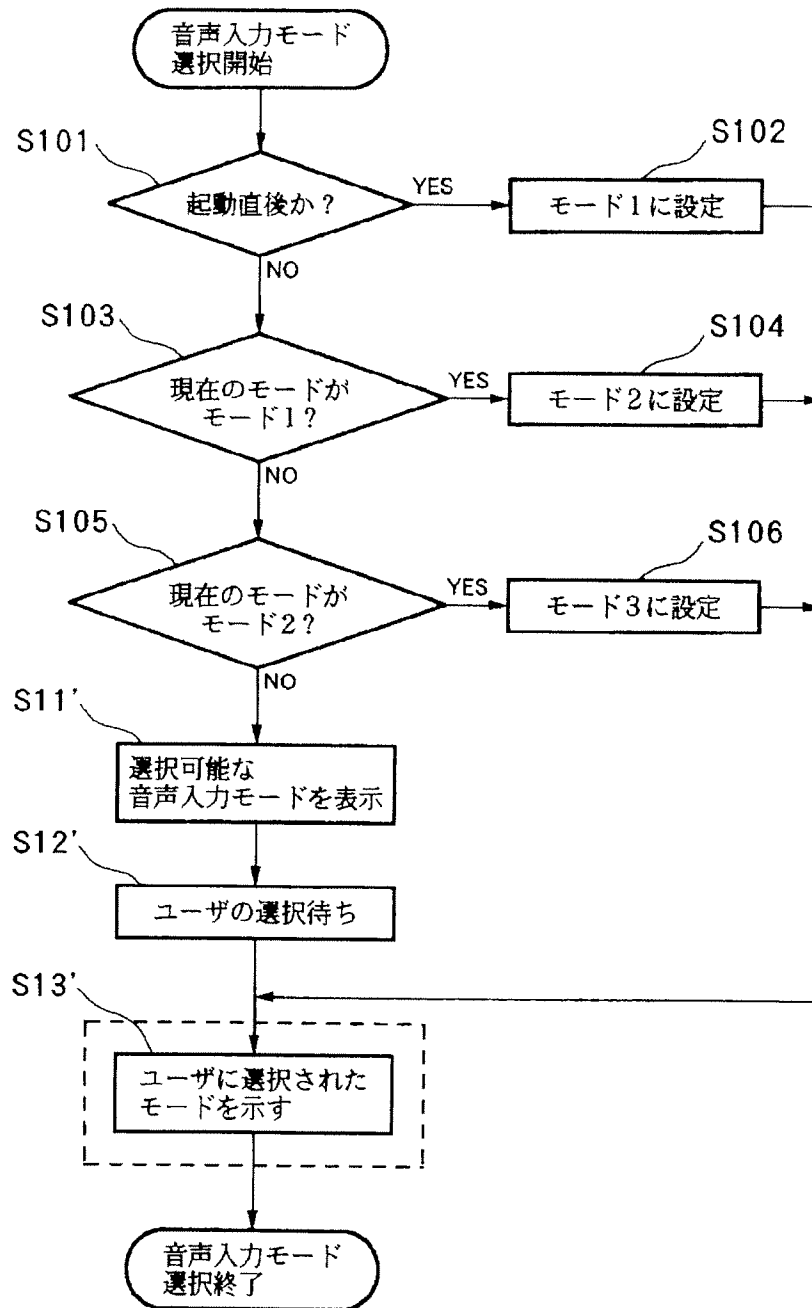 音声入力モード
選択開始
S101
起動直後か？
YES
S102
モード1に設定
NO
S103
現在のモードが
モード1？
YES
S104
モード2に設定
NO
S105
現在のモードが
モード2？
YES
S106
モード3に設定
NO
S11'
選択可能な
音声入力モードを表示
S12'
ユーザの選択待ち
S13'
ユーザに選択された
モードを示す
音声入力モード
選択終了